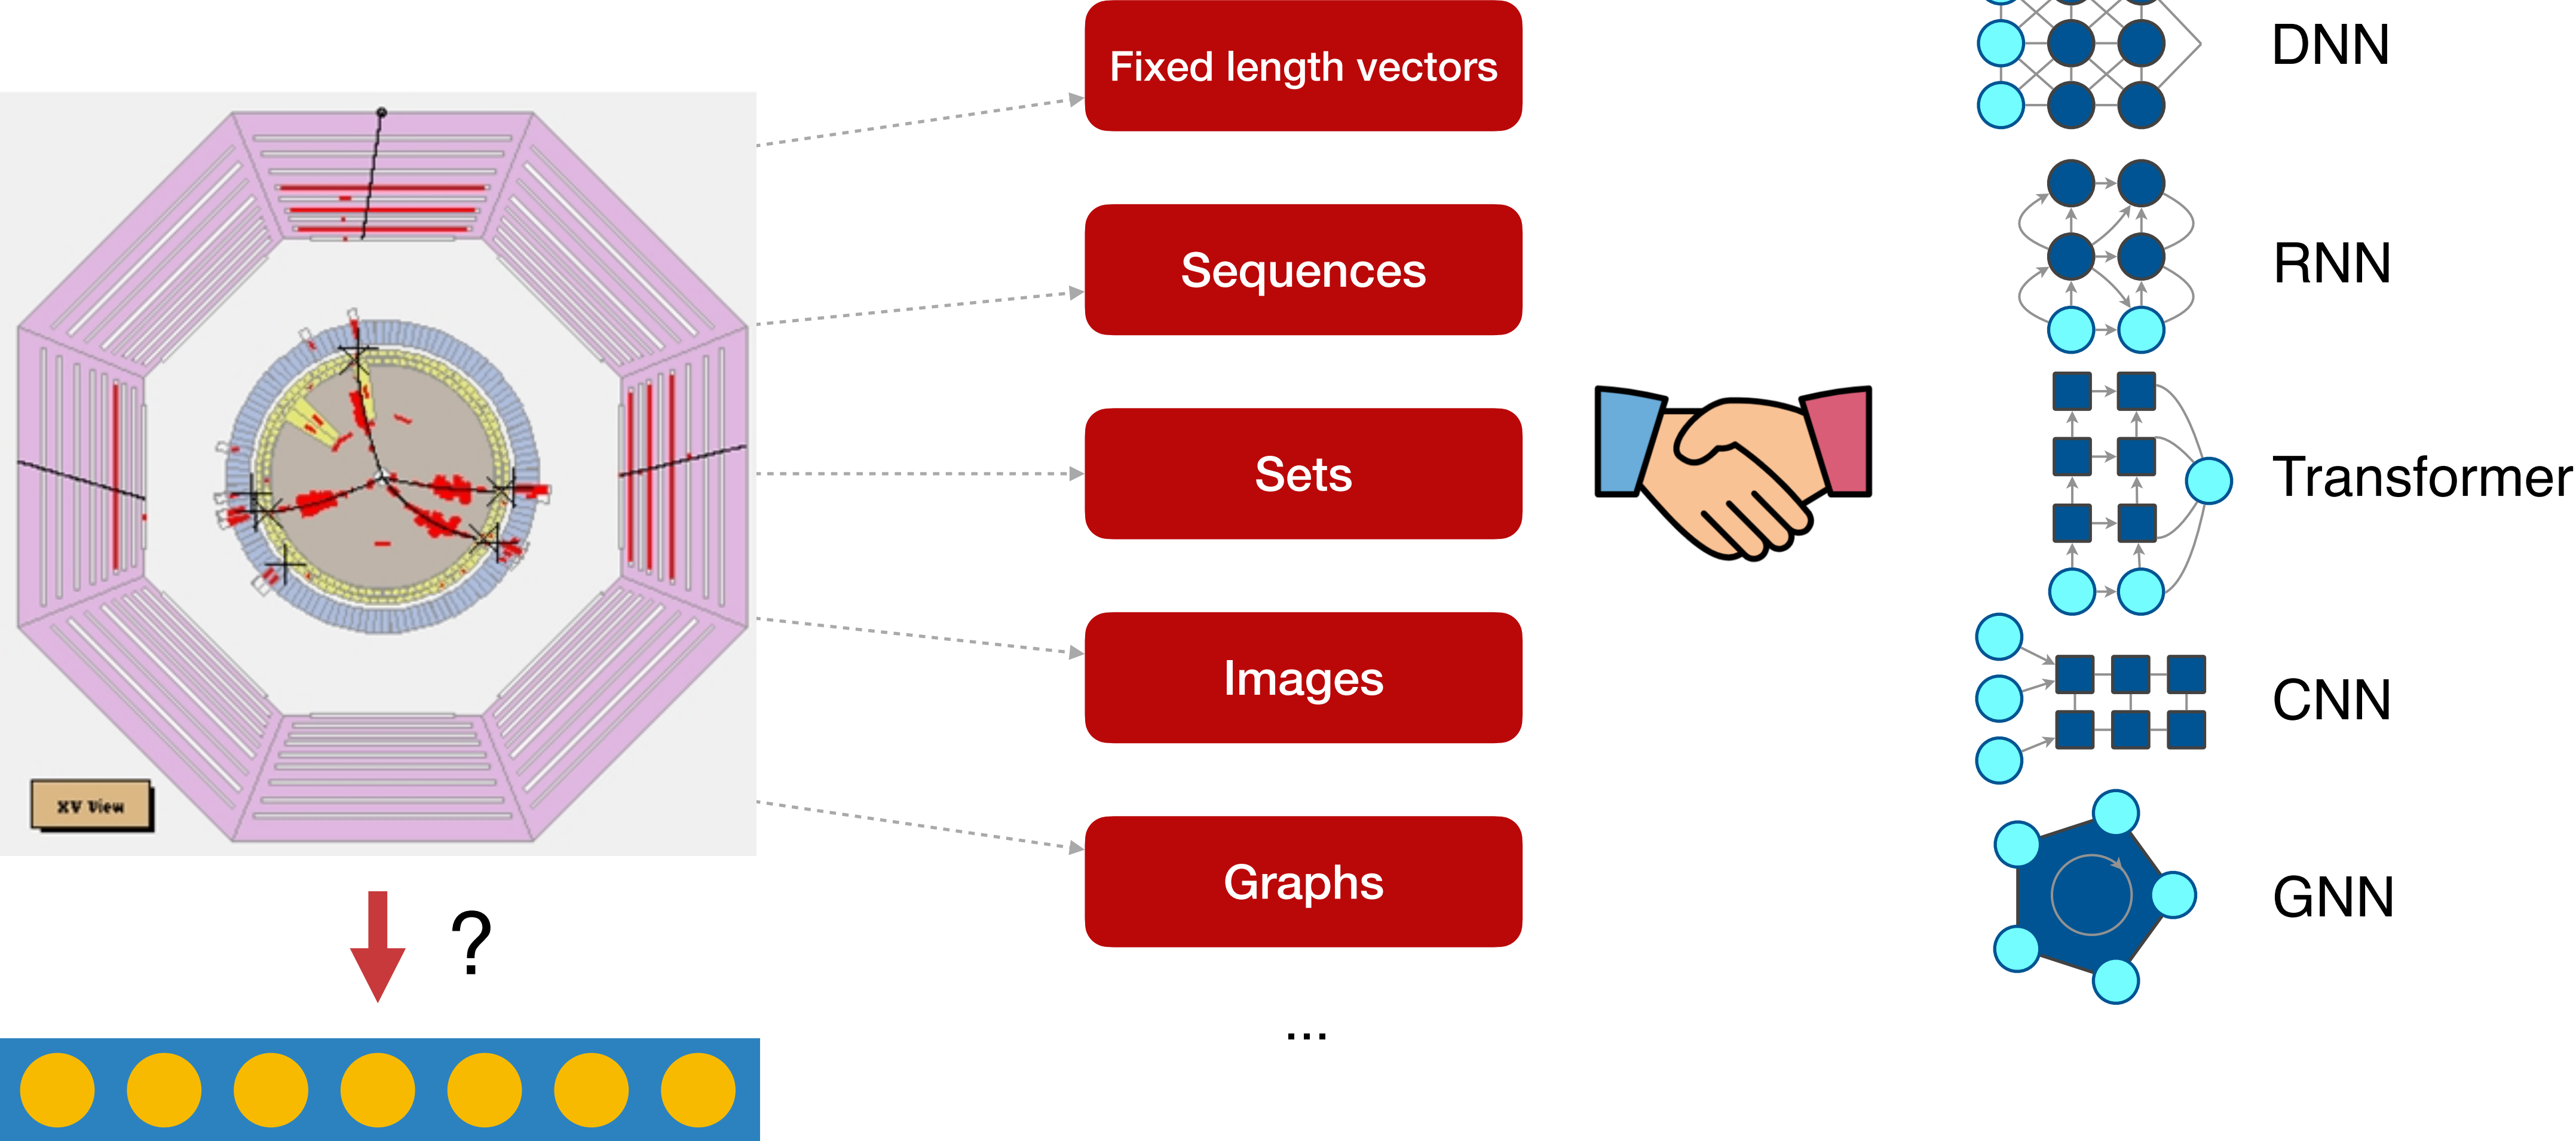 Fixed length vectors
DNN
Sequences
RNN
Sets
Transformer
Images
CNN
XY View
Graphs
GNN
?
...